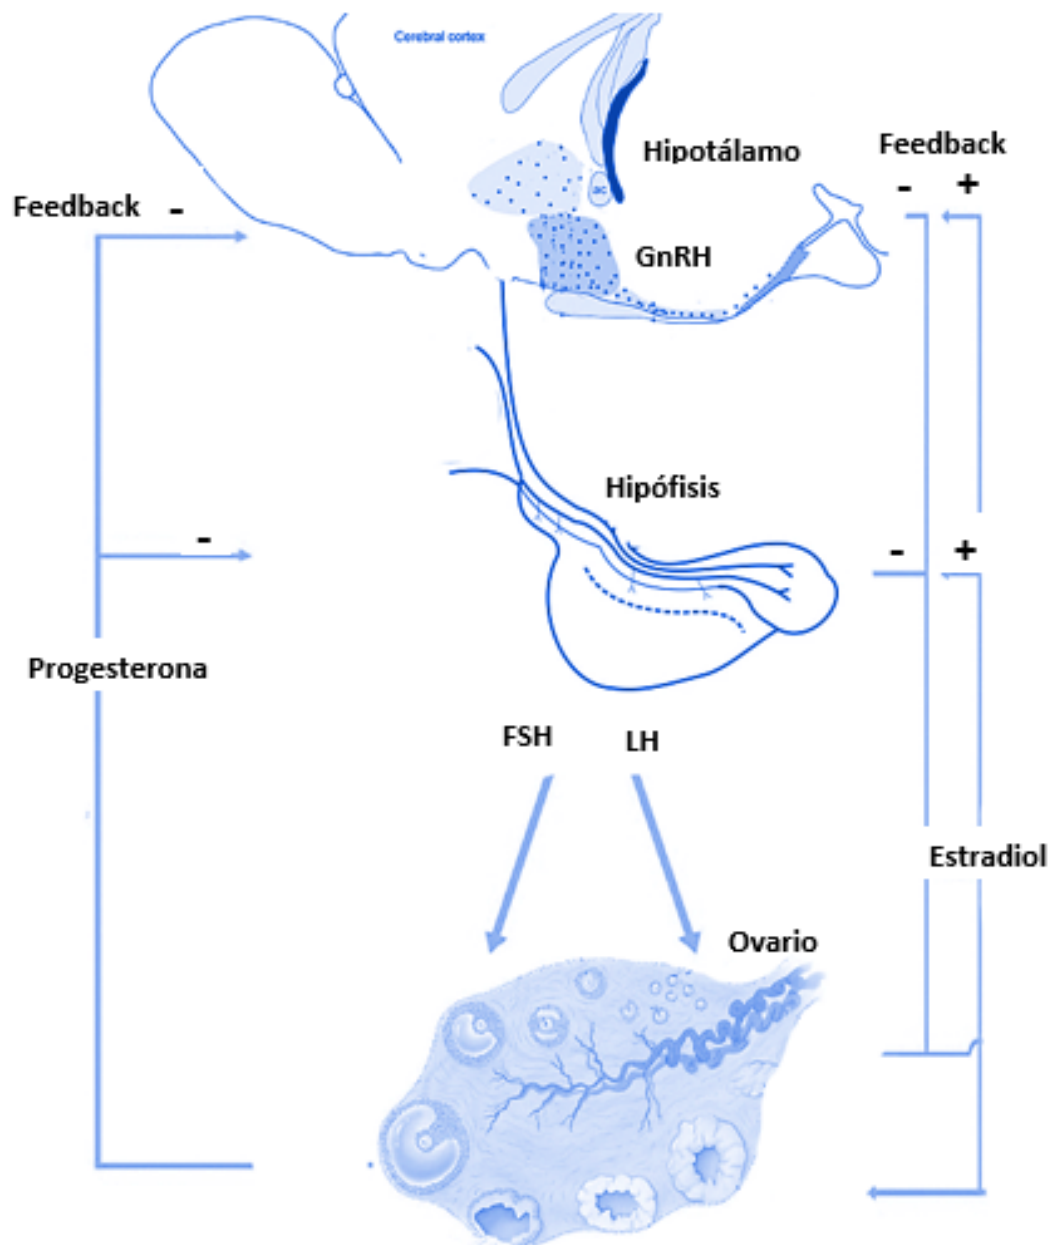 Cerebral cortex
Hipotálamo
Feedback
- +
Feedback -
ac
GnRH
Hipófisis
-
- +
Progesterona
FSH LH
Estradiol
Ovario